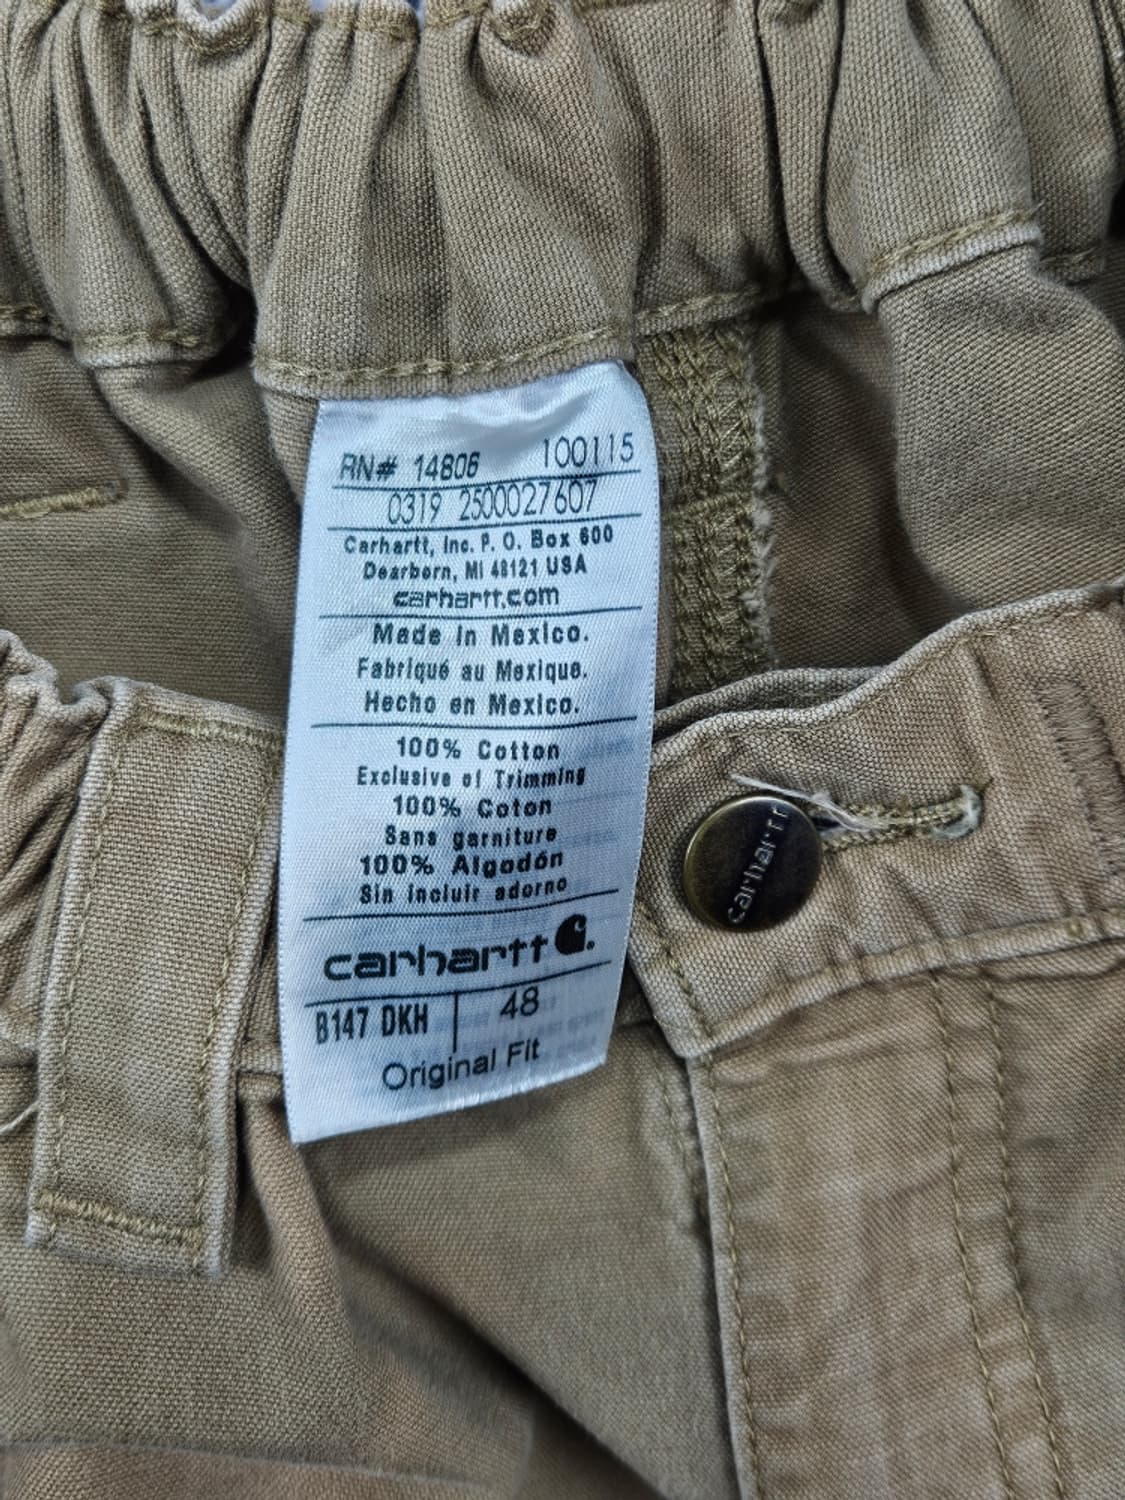 RN# 14806 100115
0319 2500027607
Carhartt, Inc. P. O. Box 600
Dearborn, MI 48121 USA
carhartt.com
Made in Mexico.
Fabriqué au Mexique.
Hecho en Mexico.
100% Cotton
Exclusive of Trimming
100% Coton
Sans garniture
100% Algodón
Sin incluir adorno
carhartt
B147 DKH 48
Original Fit
carhartt